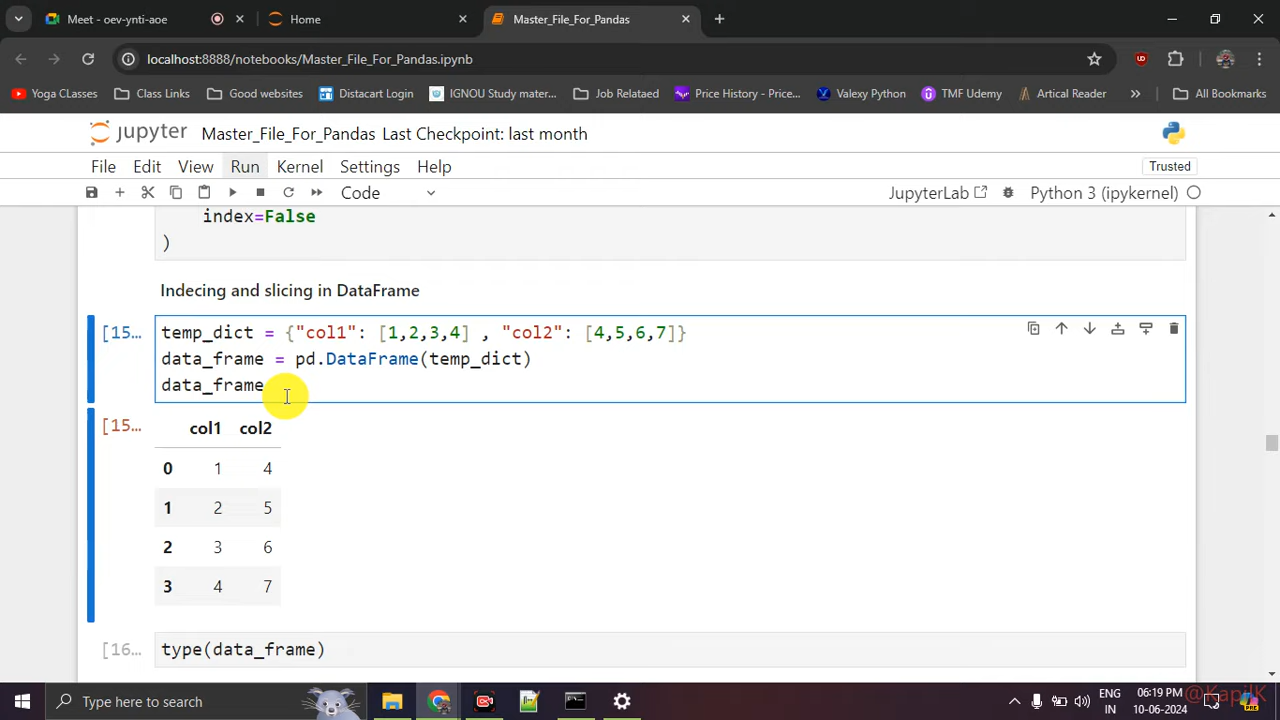 Meet - oev-ynti-aoe
Home
Master_File_For_Pandas
localhost:8888/notebooks/Master_File_For_Pandas.ipynb
Yoga CLasses
Class Links
Good websites
Distacart Login
IGNOU Study mater...
Job Relataed
Price History - Price...
Valexy Python
TMF Udemy
Artical Reader
All Bookmarks
jupyter
Master_File_For_Pandas Last Checkpoint: last month
File Edit View Run Kernel Settings Help
Trusted
Code
JupyterLab
Python 3 (ipykernel)
index=False
)
Indecing and slicing in DataFrame
[15...
temp_dict = {"col1": [1,2,3,4] , "col2": [4,5,6,7]}
data_frame = pd.DataFrame(temp_dict)
data_frame
[15...
col1 col2
0 1 4
1 2 5
2 3 6
3 4 7
[16...
type(data_frame)
Type here to search
ENG
IN
06:19 PM
10-06-2024
PRE
@KapilK